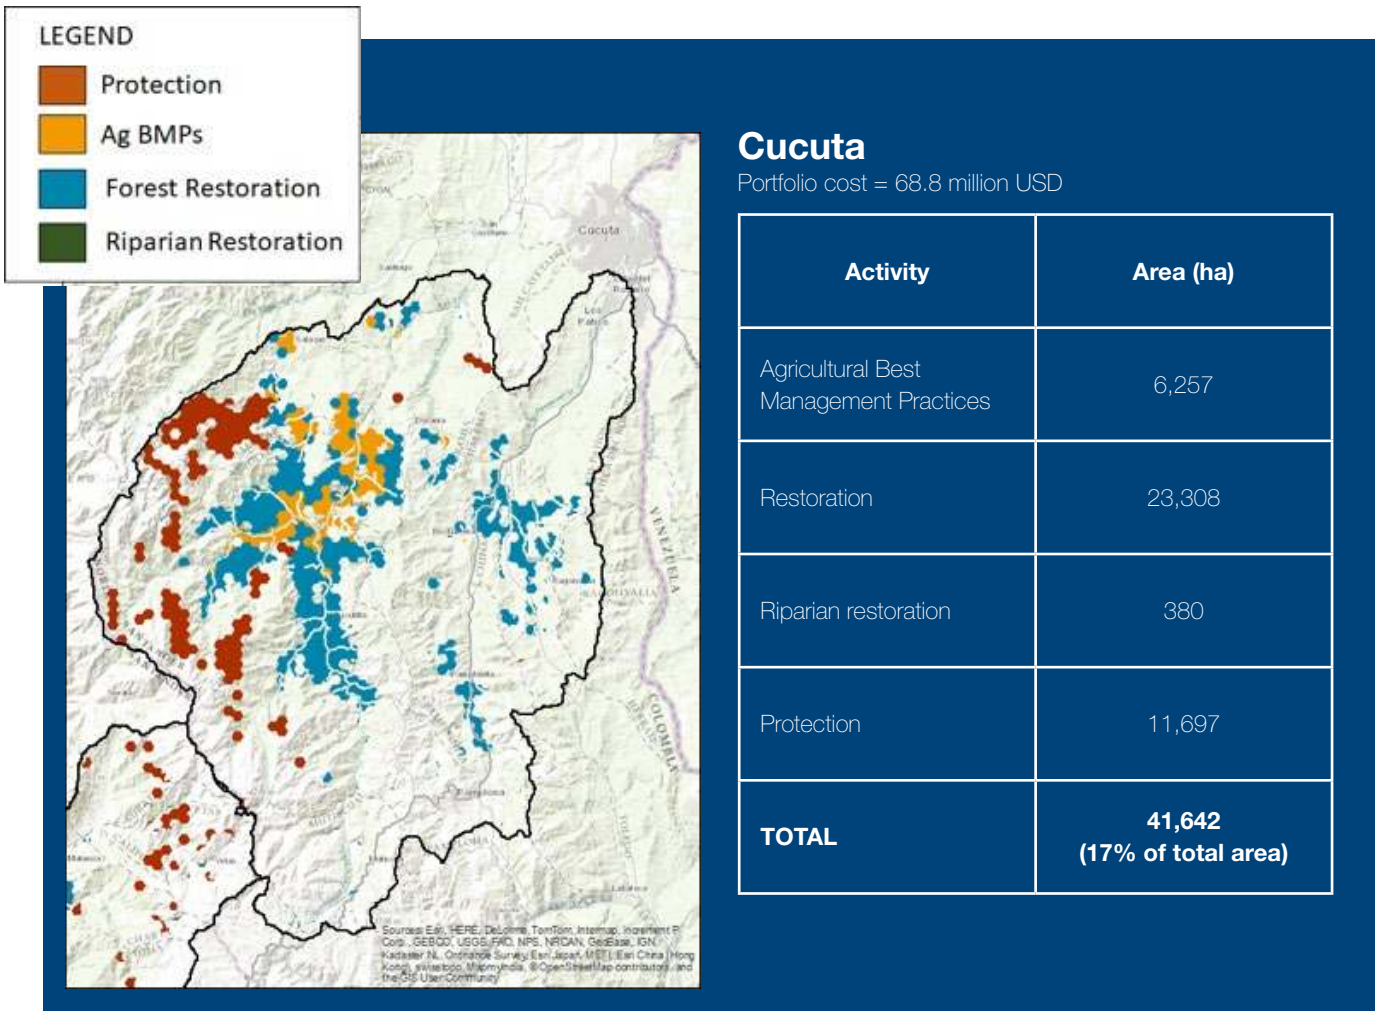 LEGEND
Protection
Ag BMPs
Forest Restoration
Riparian Restoration
Cucuta
Portfolio cost = 68.8 million USD
Activity
Area (ha)
Agricultural Best
Management Practices
6,257
Restoration
23,308
Riparian restoration
380
Protection
11,697
TOTAL
41,642
(17% of total area)
Cucuta
VENEZUELA
COLOMBIA
Pamplona
Sources: Esri, HERE, DeLorme, TomTom, Intermap, increment P
Corp., GEBCO, USGS, FAO, NPS, NRCAN, GeoBase, IGN,
Kadaster NL, Ordnance Survey, Esri Japan, METI, Esri China (Hong
Kong), swisstopo, MapmyIndia, © OpenStreetMap contributors, and
the GIS User Community